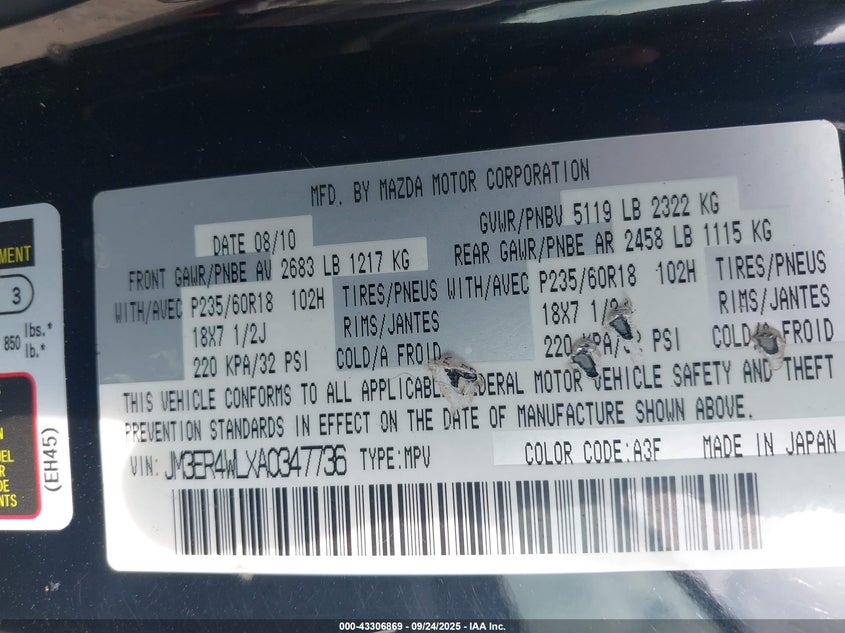 MFD. BY MAZDA MOTOR CORPORATION
DATE 08/10
GVWR/PNBV 5119 LB 2322 KG
FRONT GAWR/PNBE AV 2683 LB 1217 KG
REAR GAWR/PNBE AR 2458 LB 1115 KG
WITH/AVEC P235/60R18 102H TIRES/PNEUS
18X7 1/2J RIMS/JANTES
220 KPA/32 PSI COLD/A FROID
WITH/AVEC P235/60R18 102H TIRES/PNEUS
18X7 RIMS/JANTES
220 KPA/32 PSI COLD/A FROID
THIS VEHICLE CONFORMS TO ALL MOTOR VEHICLE SAFETY AND THEFT
PREVENTION STANDARDS IN EFFECT ON THE DATE OF MANUFACTURE SHOWN ABOVE.
VIN: JM3ER4WLXA0347736 TYPE:MPV
COLOR CODE:A3F MADE IN JAPAN
3
850 lbs.*
lb.*
(EH45)
000-43306869 - 09/24/2025 - IAA Inc.